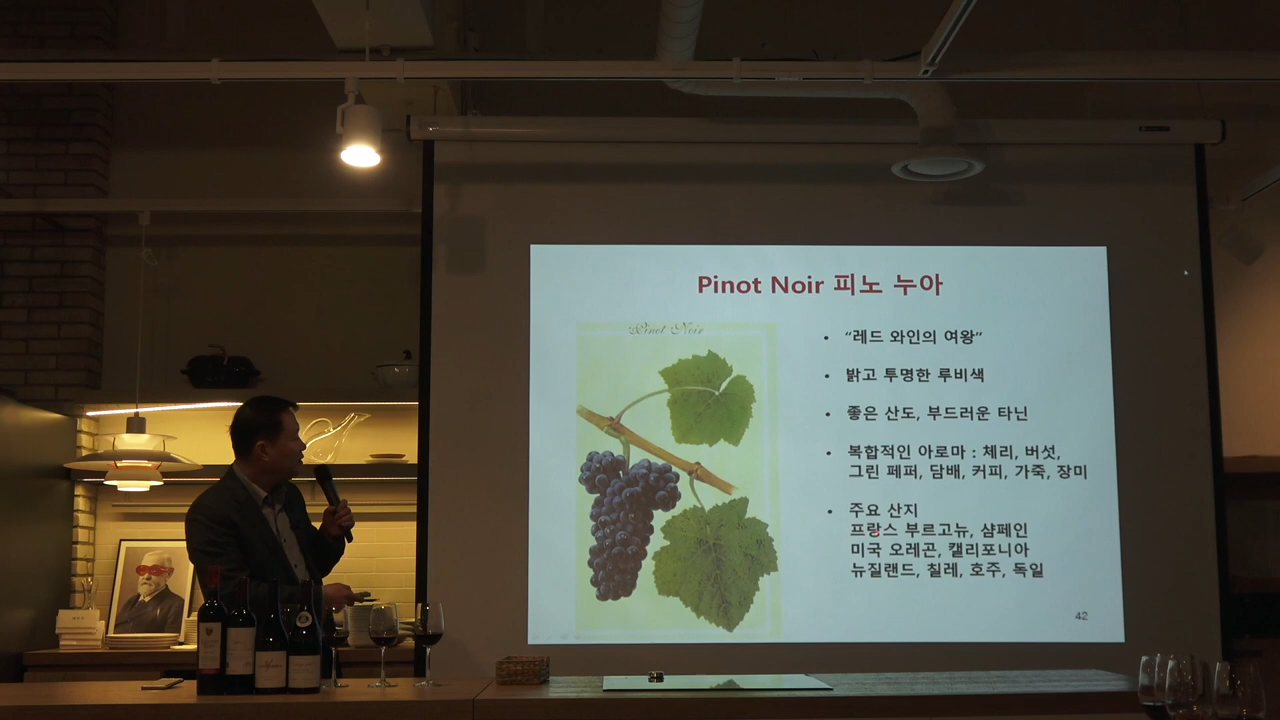 Pinot Noir 피노 누아
Pinot Noir
• “레드 와인의 여왕”
• 밝고 투명한 루비색
• 좋은 산도, 부드러운 타닌
• 복합적인 아로마 : 체리, 버섯,
그린 페퍼, 담배, 커피, 가죽, 장미
• 주요 산지
프랑스 부르고뉴, 샴페인
미국 오레곤, 캘리포니아
뉴질랜드, 칠레, 호주, 독일
42